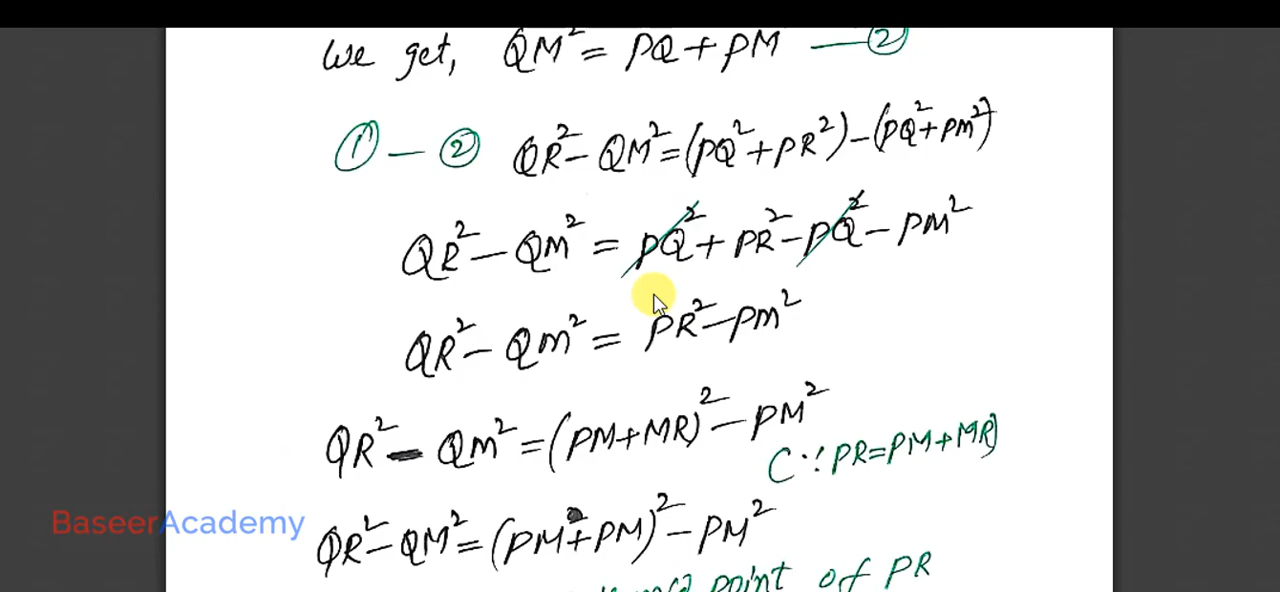 We get, QM² = PQ + PM — ②
① — ② QR² − QM² = (PQ² + PR²) − (PQ² + PM²)
QR² − QM² = PQ² + PR² − PQ² − PM²
QR² − QM² = PR² − PM²
QR² − QM² = (PM + MR)² − PM²
(∵ PR = PM + MR)
BaseerAcademy
QR² − QM² = (PM + PM)² − PM²
point of PR